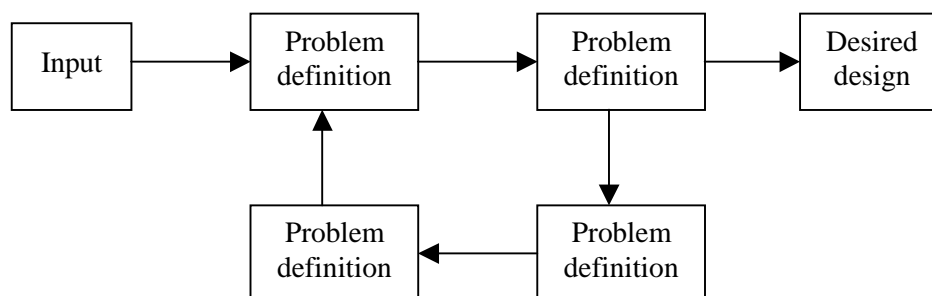 Input
Problem
definition
Problem
definition
Desired
design
Problem
definition
Problem
definition